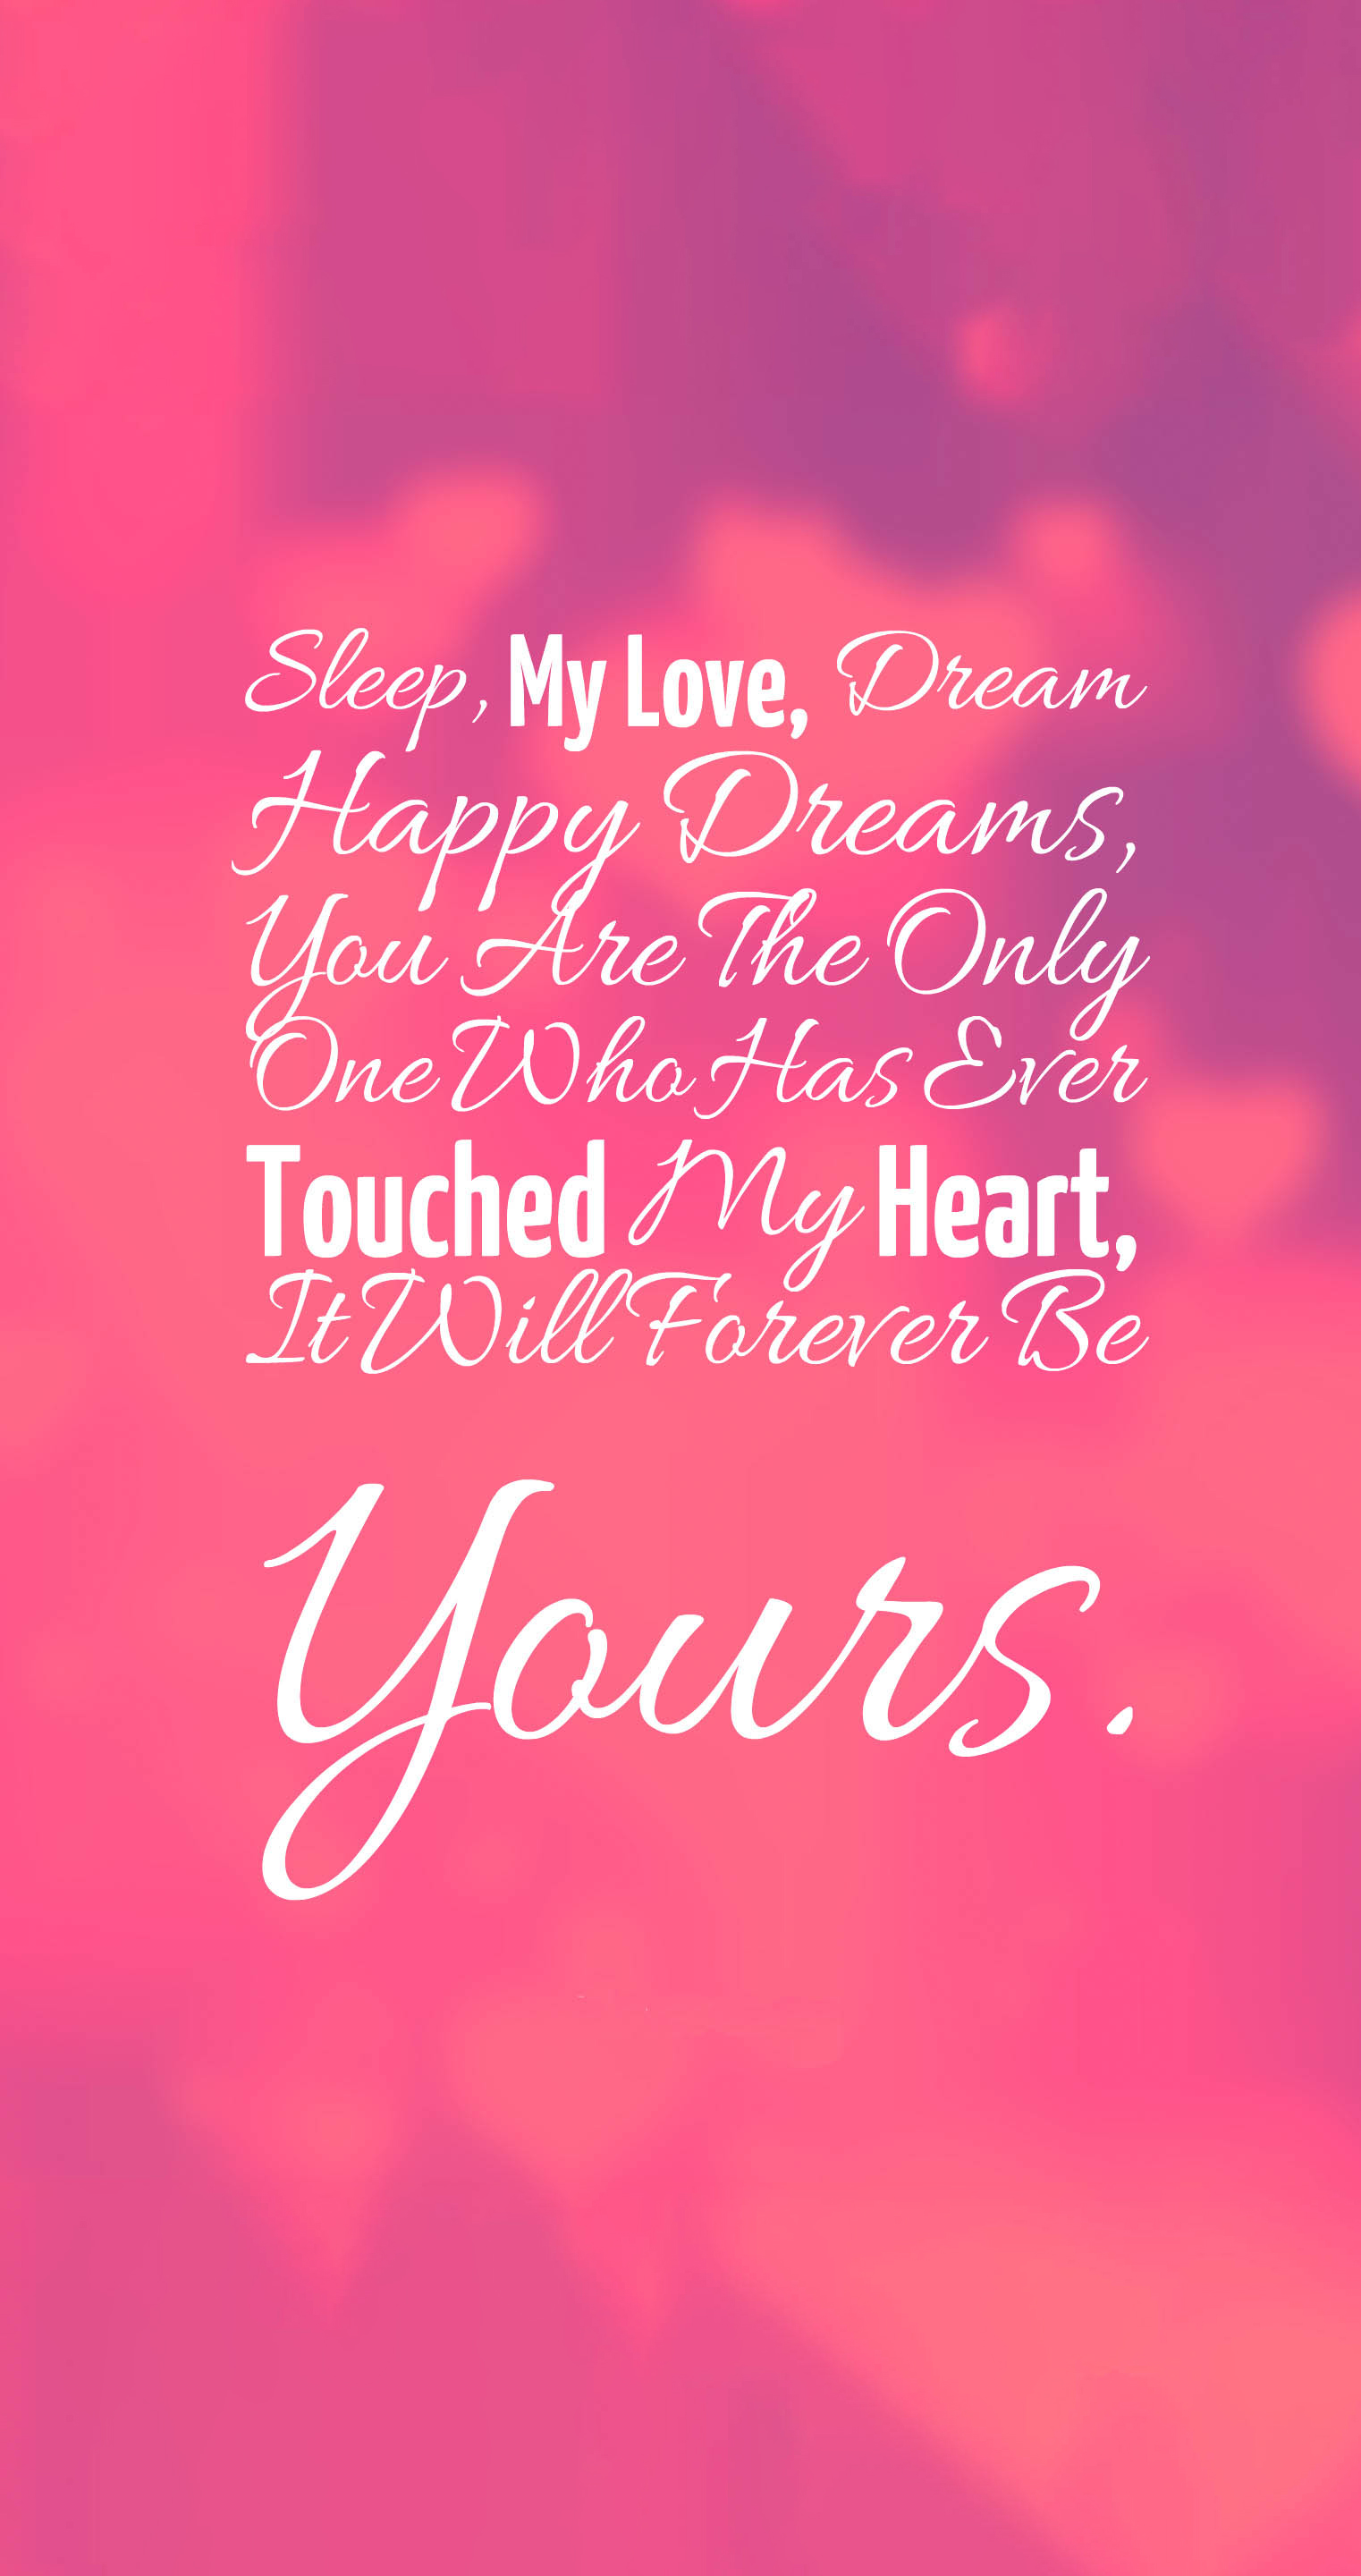 Sleep, My Love, Dream
Happy Dreams,
You Are The Only
One Who Has Ever
Touched My Heart,
It Will Forever Be
Yours.